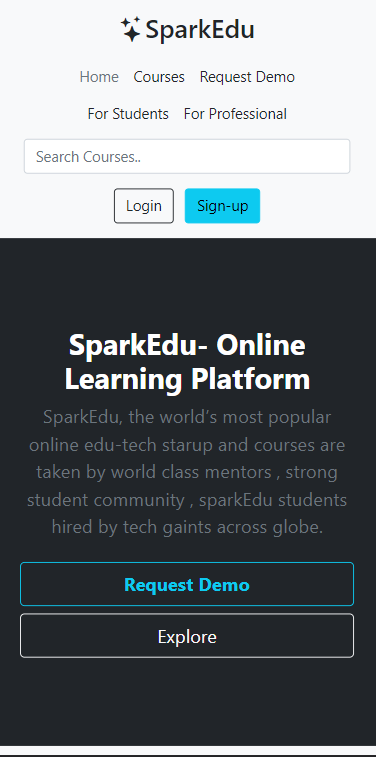 SparkEdu
Home Courses Request Demo
For Students For Professional
Search Courses..
Login Sign-up
SparkEdu- Online
Learning Platform
SparkEdu, the world's most popular
online edu-tech starup and courses are
taken by world class mentors , strong
student community , sparkEdu students
hired by tech gaints across globe.
Request Demo
Explore